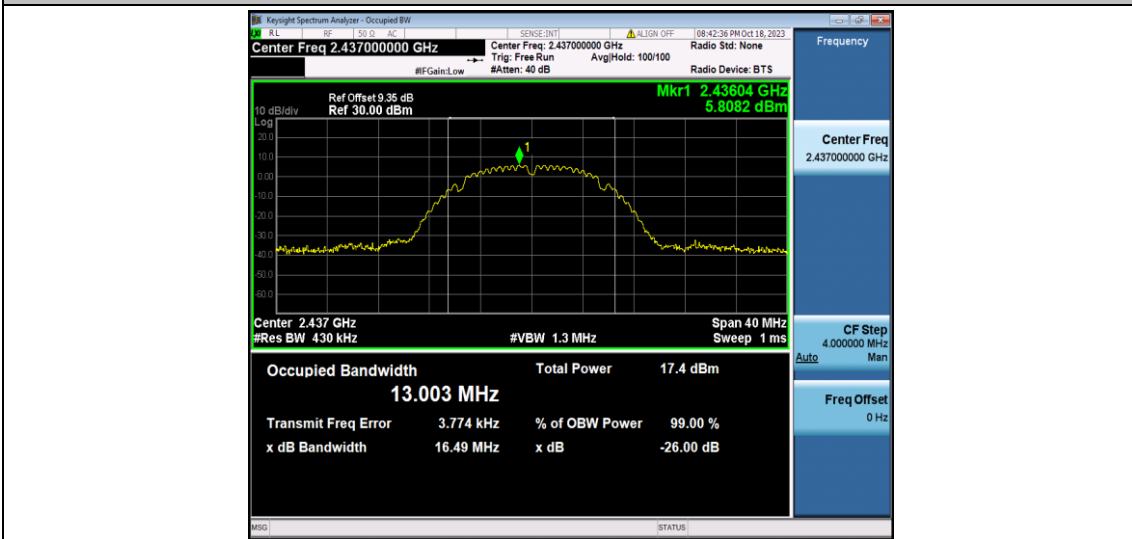 Keysight Spectrum Analyzer - Occupied BW
RL RF 50 Ω AC SENSE:INT ALIGN OFF 08:42:36 PM Oct 18, 2023
Center Freq 2.437000000 GHz Center Freq: 2.437000000 GHz Radio Std: None
Trig: Free Run Avg|Hold: 100/100
#IFGain:Low #Atten: 40 dB Radio Device: BTS
Frequency
Mkr1 2.43604 GHz
5.8082 dBm
Ref Offset 9.35 dB
10 dB/div Ref 30.00 dBm
Log
20.0
10.0
0.00
-10.0
-20.0
-30.0
-40.0
-50.0
-60.0
1
Center 2.437 GHz Span 40 MHz
#Res BW 430 kHz #VBW 1.3 MHz Sweep 1 ms
Occupied Bandwidth Total Power 17.4 dBm
13.003 MHz
Transmit Freq Error 3.774 kHz % of OBW Power 99.00 %
x dB Bandwidth 16.49 MHz x dB -26.00 dB
Center Freq
2.437000000 GHz
CF Step
4.000000 MHz
Auto Man
Freq Offset
0 Hz
MSG STATUS